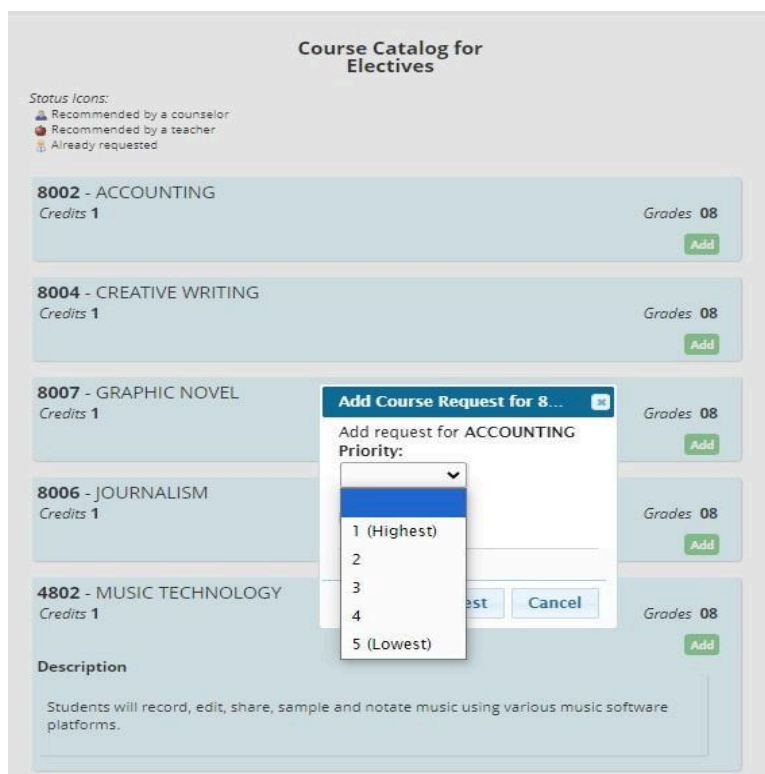 Course Catalog for
Electives
Status Icons:
Recommended by a counselor
Recommended by a teacher
Already requested
8002 - ACCOUNTING
Credits 1
Grades 08
Add
8004 - CREATIVE WRITING
Credits 1
Grades 08
Add
8007 - GRAPHIC NOVEL
Credits 1
Grades 08
Add
8006 - JOURNALISM
Credits 1
Grades 08
Add
4802 - MUSIC TECHNOLOGY
Credits 1
Grades 08
Add
Description
Students will record, edit, share, sample and notate music using various music software
platforms.
Add Course Request for 8...
Add request for ACCOUNTING
Priority:
1 (Highest)
2
3
4
5 (Lowest)
Cancel